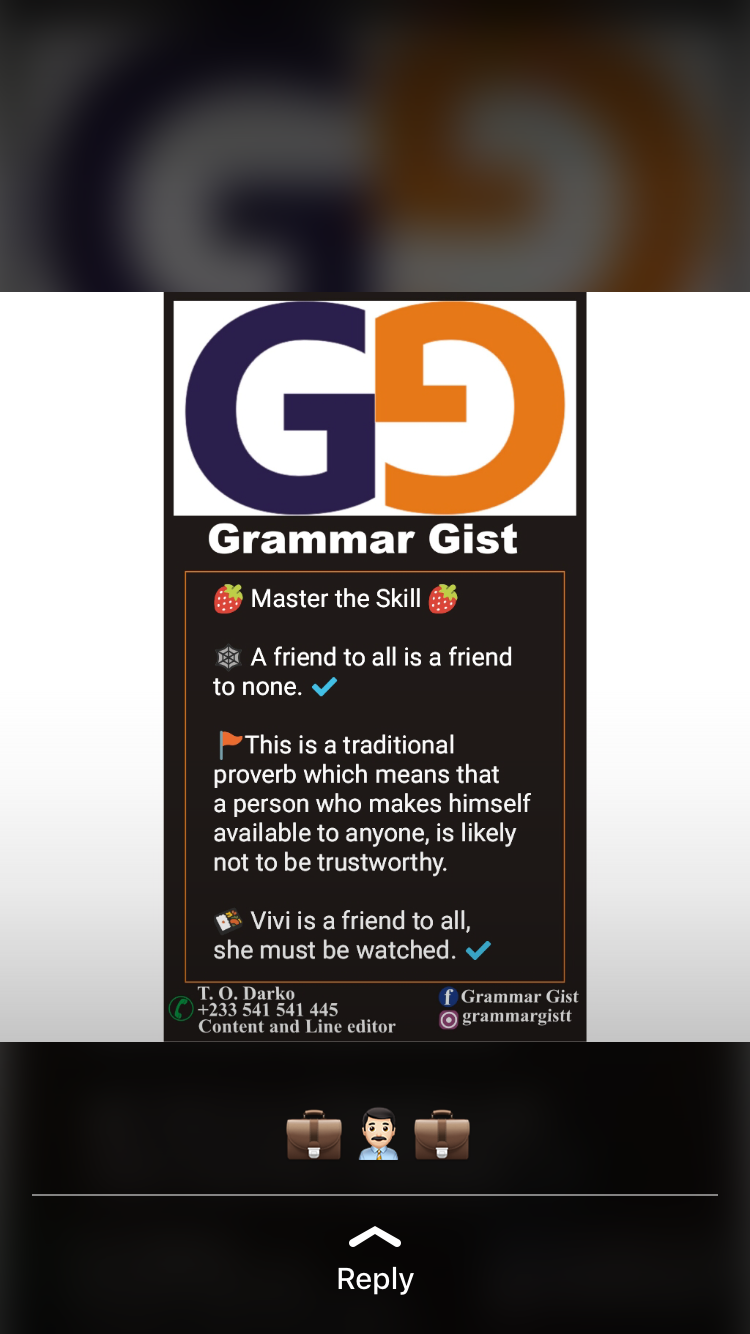 GG
Grammar Gist
🍓 Master the Skill 🍓
🕸 A friend to all is a friend
to none. ✔
🚩This is a traditional
proverb which means that
a person who makes himself
available to anyone, is likely
not to be trustworthy.
🎴 Vivi is a friend to all,
she must be watched. ✔
T. O. Darko
+233 541 541 445
Content and Line editor
Grammar Gist
grammargistt
💼 👨🏻‍💼 💼
Reply